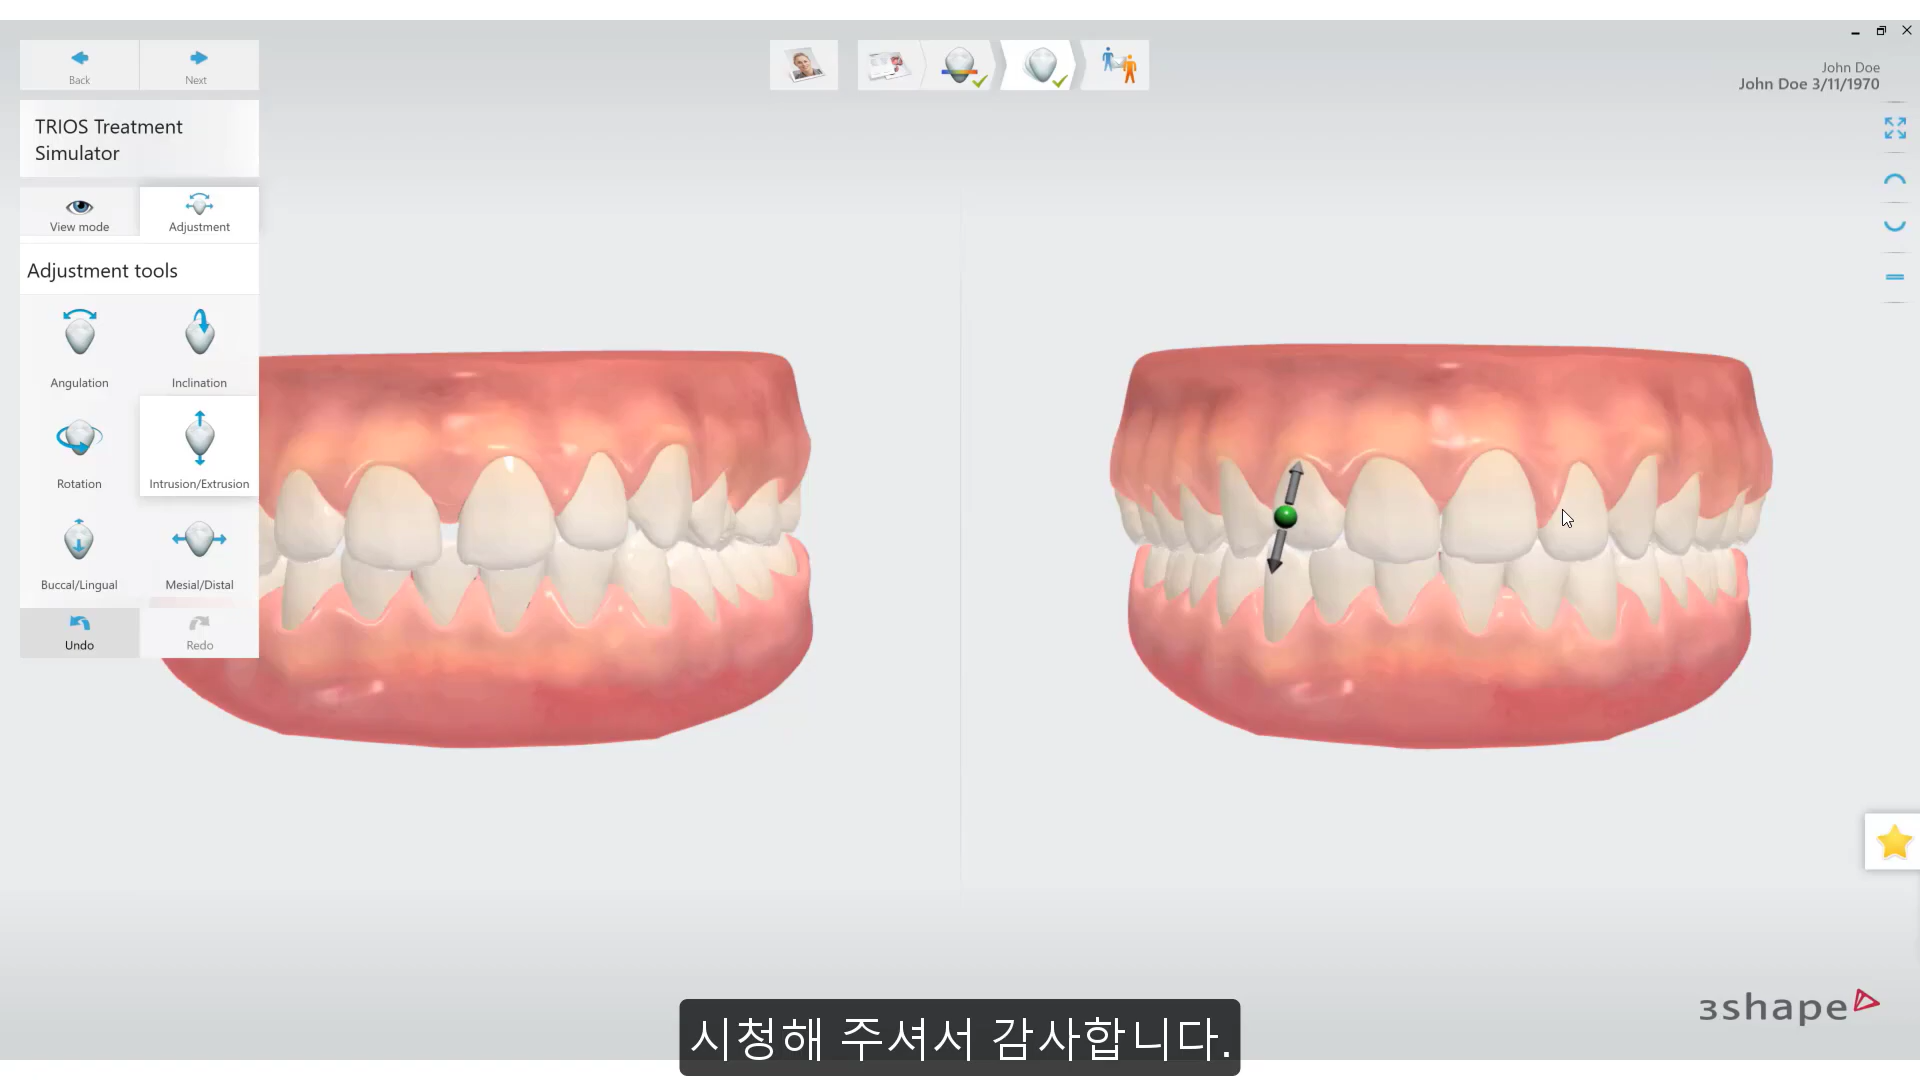 Back
Next
John Doe
John Doe 3/11/1970
TRIOS Treatment
Simulator
View mode
Adjustment
Adjustment tools
Angulation
Inclination
Rotation
Intrusion/Extrusion
Buccal/Lingual
Mesial/Distal
Undo
Redo
3shape
시청해 주셔서 감사합니다.